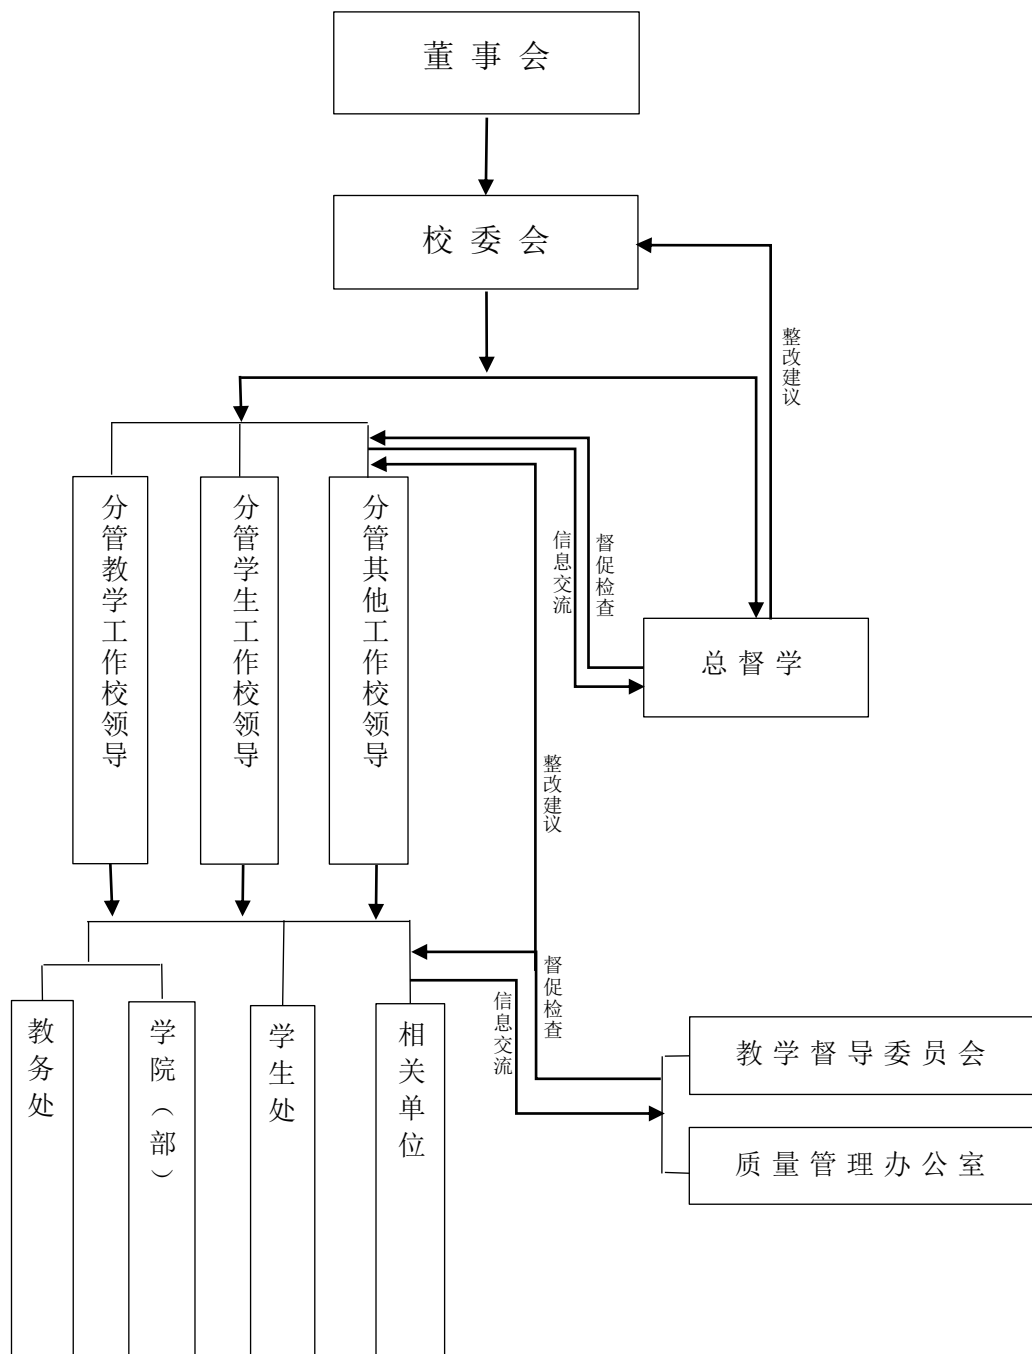 董事会
校委会
整改建议
分管教学工作校领导
分管学生工作校领导
分管其他工作校领导
信息交流
督促检查
总督学
整改建议
督促检查
信息交流
教务处
学院（部）
学生处
相关单位
教学督导委员会
质量管理办公室